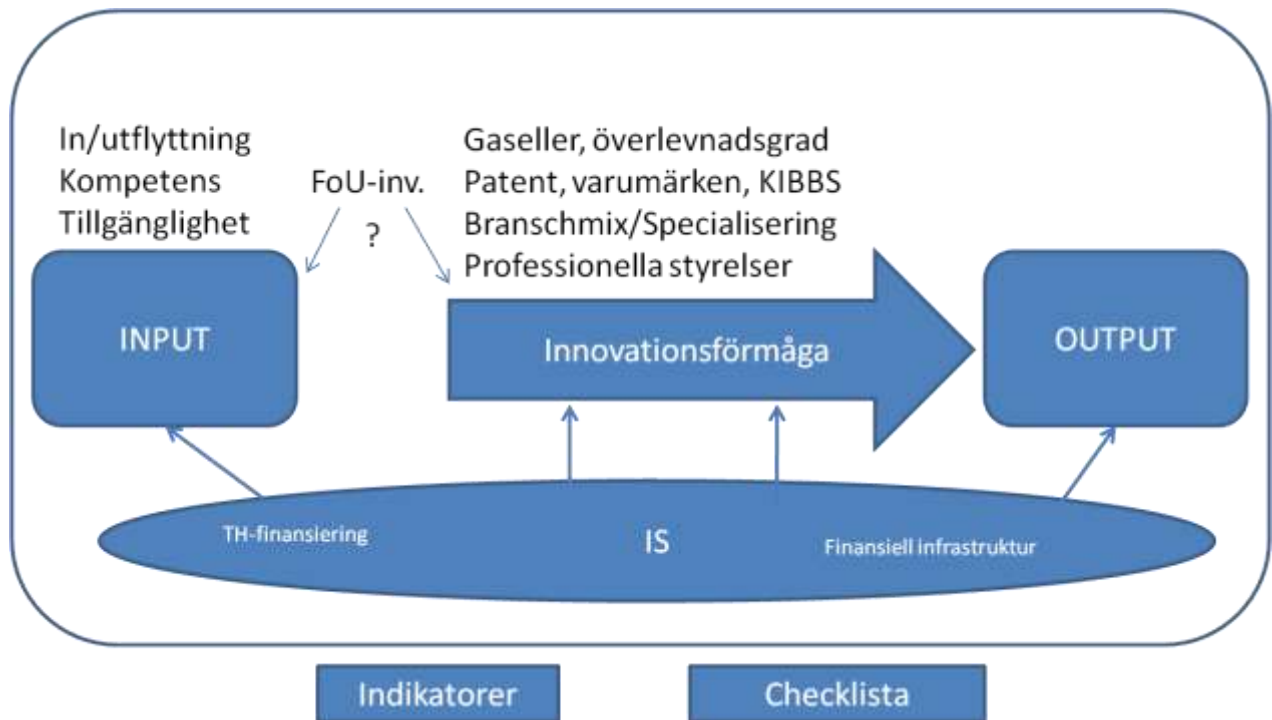 In/utflyttning
Kompetens
Tillgänglighet
FoU-inv.
?
Gaseller, överlevnadsgrad
Patent, varumärken, KIBBS
Branschmix/Specialisering
Professionella styrelser
INPUT
Innovationsförmåga
OUTPUT
TH-finansiering
IS
Finansiell infrastruktur
Indikatorer
Checklista